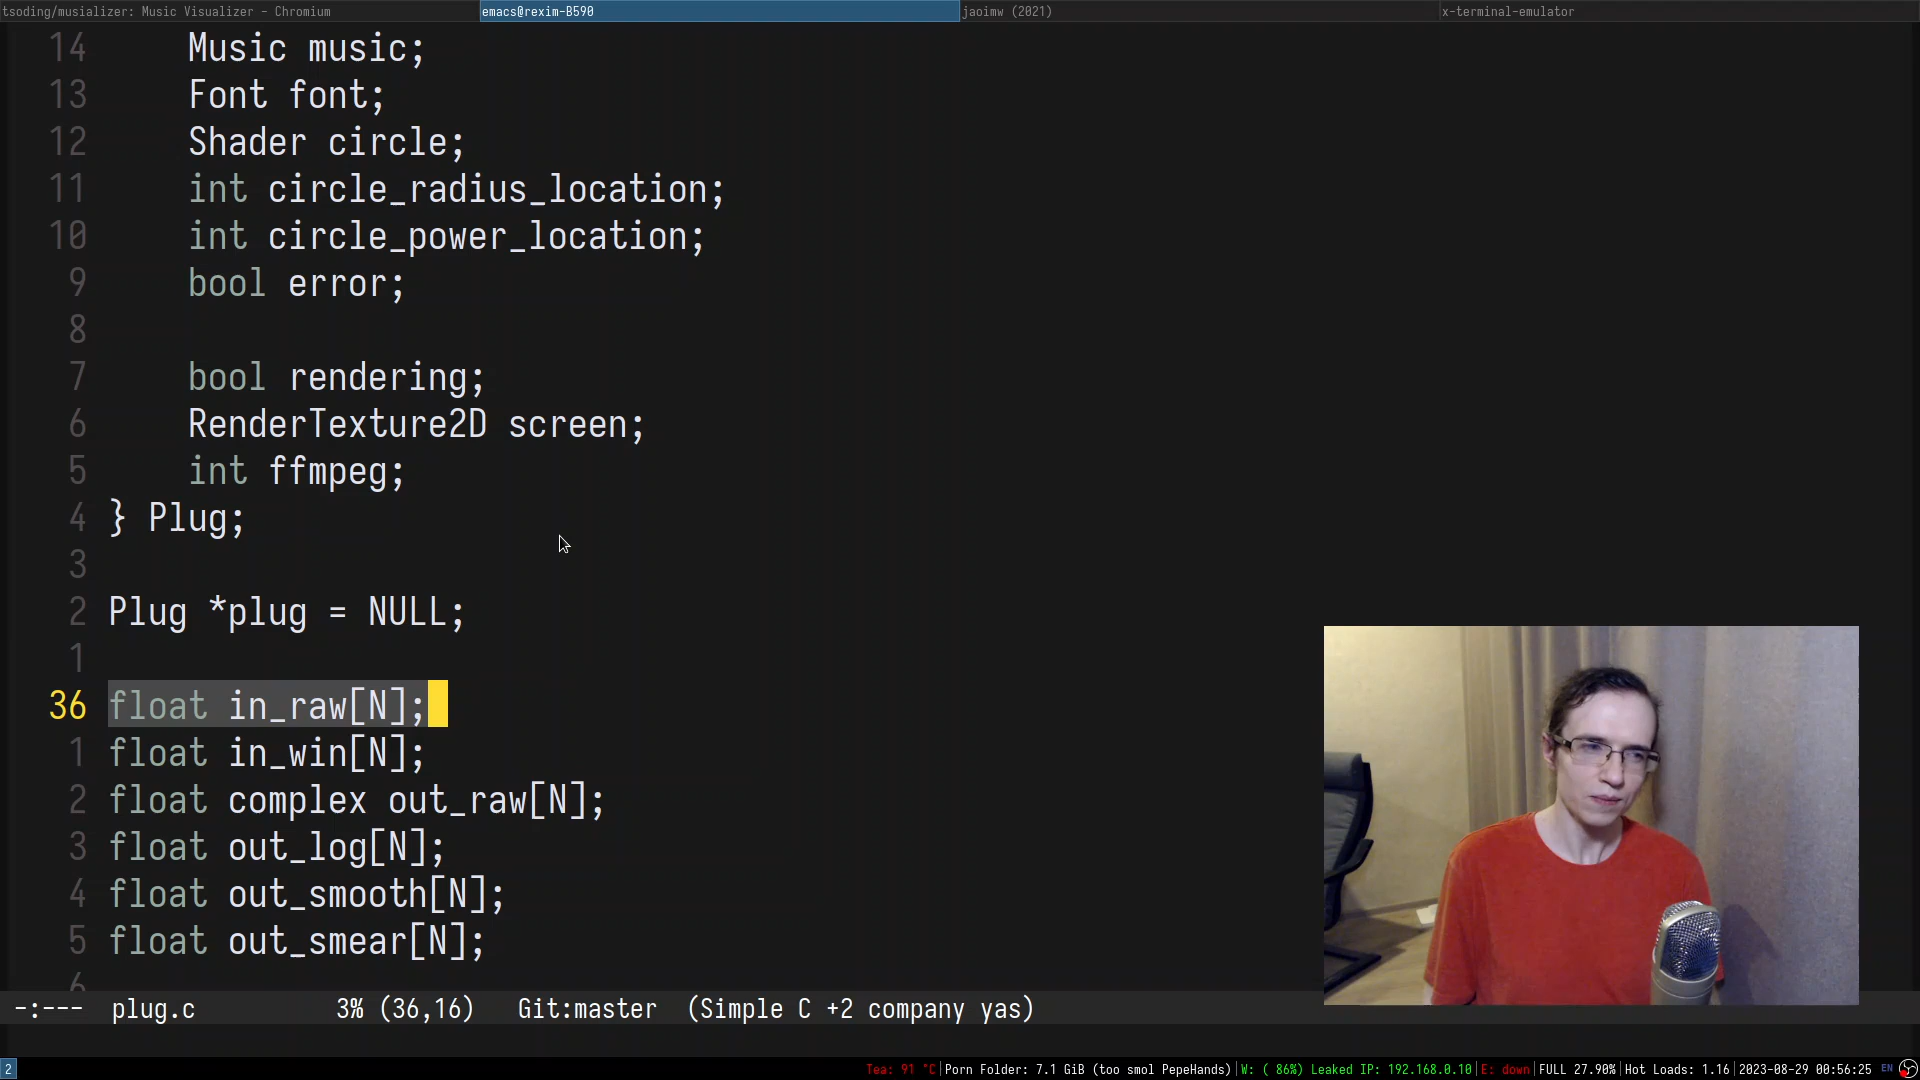 tsoding/musializer: Music Visualizer - Chromium
emacs@rexim-B590
jaoimw (2021)
x-terminal-emulator
14 Music music;
13 Font font;
12 Shader circle;
11 int circle_radius_location;
10 int circle_power_location;
9 bool error;
8
7 bool rendering;
6 RenderTexture2D screen;
5 int ffmpeg;
4 } Plug;
3
2 Plug *plug = NULL;
1
36 float in_raw[N];
1 float in_win[N];
2 float complex out_raw[N];
3 float out_log[N];
4 float out_smooth[N];
5 float out_smear[N];
6
-:--- plug.c 3% (36,16) Git:master (Simple C +2 company yas)
2 Tea: 91 °C|Porn Folder: 7.1 GiB (too smol PepeHands)|W: ( 86%) Leaked IP: 192.168.0.10|E: down|FULL 27.90%|Hot Loads: 1.16|2023-08-29 00:56:25 EN